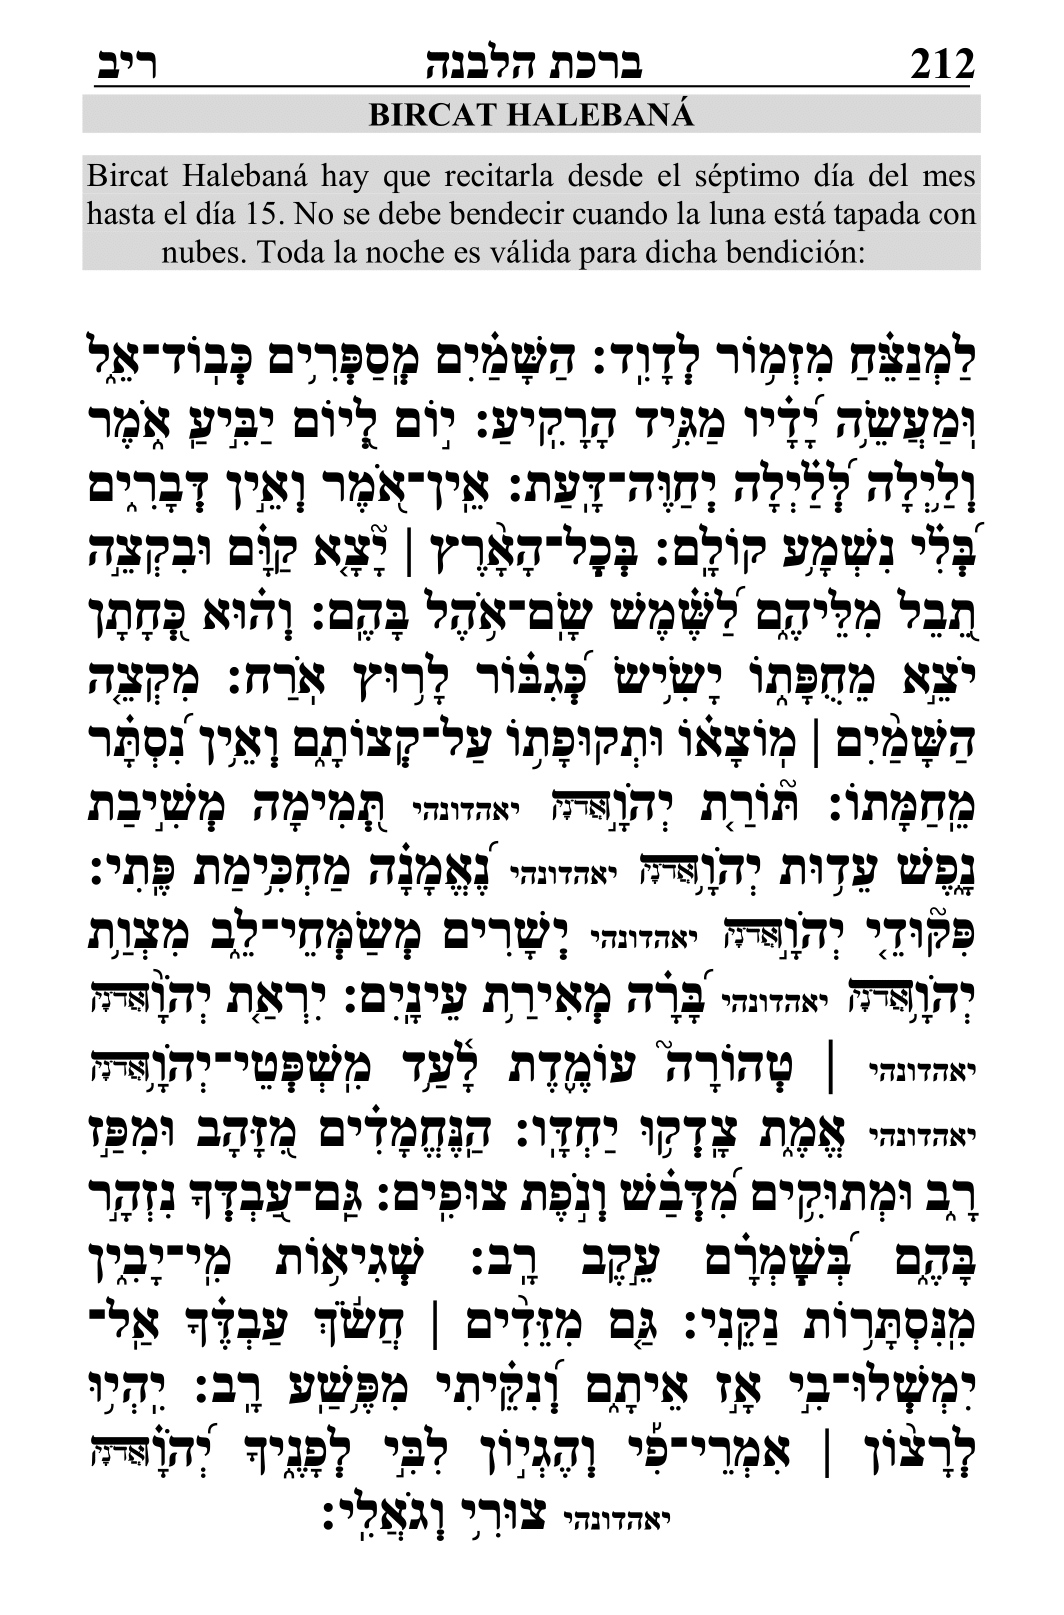 212 ברכת הלבנה ריב
BIRCAT HALEBANÁ
Bircat Halebaná hay que recitarla desde el séptimo día del mes
hasta el día 15. No se debe bendecir cuando la luna está tapada con
nubes. Toda la noche es válida para dicha bendición:
לַמְנַצֵּ֗חַ מִזְמ֥וֹר לְדָוִֽד׃ הַשָּׁמַ֗יִם מְֽסַפְּרִ֥ים כְּבֽוֹד־אֵ֑ל
וּֽמַעֲשֵׂ֥ה יָ֝דָ֗יו מַגִּ֥יד הָרָקִֽיעַ׃ י֣וֹם לְ֭יוֹם יַבִּ֣יעַֽ אֹ֑מֶר
וְלַ֥יְלָה לְּ֝לַ֗יְלָה יְחַוֶּה־דָּֽעַת׃ אֵֽין־אֹ֭מֶר וְאֵ֣ין דְּבָרִ֑ים
בְּ֝לִ֗י נִשְׁמָ֥ע קוֹלָֽם׃ בְּכׇל־הָאָ֨רֶץ | יָ֘צָ֤א קַוָּ֗ם וּבִקְצֵ֣ה
תֵ֭בֵל מִלֵּיהֶ֑ם לַ֝שֶּׁ֗מֶשׁ שָֽׂם־אֹ֥הֶל בָּהֶֽם׃ וְה֗וּא כְּ֭חָתָן
יֹצֵ֣א מֵחֻפָּת֑וֹ יָשִׂ֥ישׂ כְּ֝גִבּ֗וֹר לָר֥וּץ אֹֽרַח׃ מִקְצֵ֤ה
הַשָּׁמַ֨יִם | מֽוֹצָא֗וֹ וּתְקוּפָת֥וֹ עַל־קְצוֹתָ֑ם וְאֵ֥ין נִ֝סְתָּ֗ר
מֵֽחַמָּתוֹ׃ תּ֘וֹרַ֤ת יְהֹוָ֣ה אֲדֹנָי יאהדונהי תְּ֭מִימָה מְשִׁ֣יבַת
נָ֑פֶשׁ עֵד֥וּת יְהֹוָ֥ה אֲדֹנָי יאהדונהי נֶ֝אֱמָנָ֗ה מַחְכִּ֥ימַת פֶּֽתִי׃
פִּקּ֘וּדֵ֤י יְהֹוָ֣ה אֲדֹנָי יאהדונהי יְ֭שָׁרִים מְשַׂמְּחֵי־לֵ֑ב מִצְוַ֥ת
יְהֹוָ֥ה אֲדֹנָי יאהדונהי בָּ֝רָ֗ה מְאִירַ֥ת עֵינָֽיִם׃ יִרְאַ֤ת יְהֹוָ֨ה אֲדֹנָי
יאהדונהי | טְהוֹרָה֮ עוֹמֶ֪דֶת לָ֫עַ֥ד מִֽשְׁפְּטֵי־יְהֹוָ֥ה אֲדֹנָי
יאהדונהי אֱמֶ֑ת צָֽדְק֥וּ יַחְדָּֽו׃ הַֽנֶּחֱמָדִ֗ים מִ֭זָּהָב וּמִפַּ֣ז
רָ֑ב וּמְתוּקִ֥ים מִ֝דְּבַ֗שׁ וְנֹ֣פֶת צוּפִֽים׃ גַּֽם־עַ֭בְדְּךָ נִזְהָ֣ר
בָּהֶ֑ם בְּ֝שׇׁמְרָ֗ם עֵ֣קֶב רָֽב׃ שְׁגִיא֥וֹת מִֽי־יָבִ֑ין
מִֽנִּסְתָּר֥וֹת נַקֵּֽנִי׃ גַּ֤ם מִזֵּדִ֨ים | חֲשֹׂ֬ךְ עַבְדֶּ֗ךָ אַֽל־
יִמְשְׁלוּ־בִ֣י אָ֣ז אֵיתָ֑ם וְ֝נִקֵּ֗יתִי מִפֶּ֥שַֽׁע רָֽב׃ יִֽהְי֥וּ
לְרָצ֨וֹן | אִמְרֵי־פִ֡י וְהֶגְי֣וֹן לִבִּ֣י לְפָנֶ֑יךָ יְ֝הֹוָ֗ה אֲדֹנָי
יאהדונהי צוּרִ֥י וְגֹאֲלִֽי׃